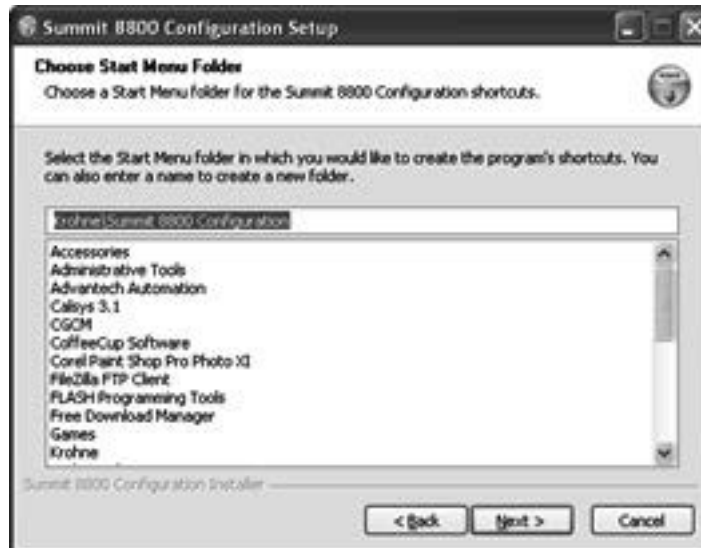 Summit 8800 Configuration Setup
Choose Start Menu Folder
Choose a Start Menu folder for the Summit 8800 Configuration shortcuts.
Select the Start Menu folder in which you would like to create the program's shortcuts. You
can also enter a name to create a new folder.
Krohne\Summit 8800 Configuration
Accessories
Administrative Tools
Advantech Automation
Calsys 3.1
CGCM
CoffeeCup Software
Corel Paint Shop Pro Photo XI
FileZilla FTP Client
FLASH Programming Tools
Free Download Manager
Games
Krohne
Summit 8800 Configuration Installer
< Back
Next >
Cancel